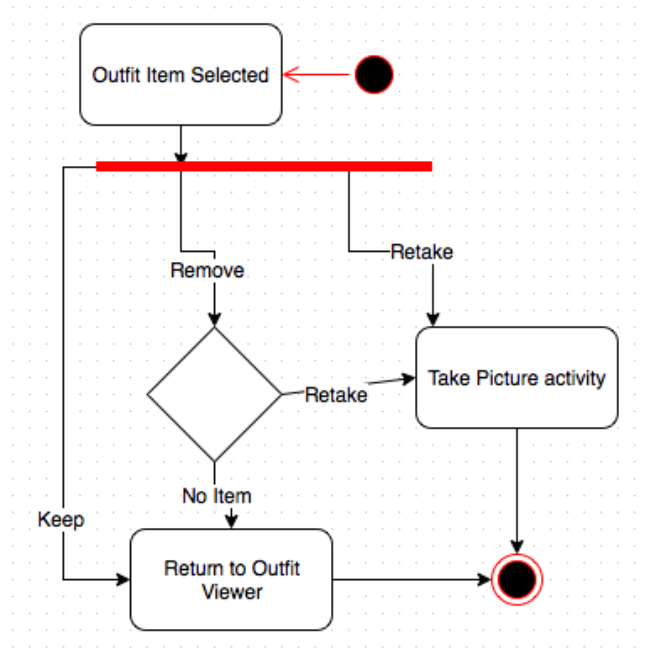 Outfit Item Selected
Retake
Remove
Take Picture activity
Retake
No Item
Keep
Return to Outfit
Viewer